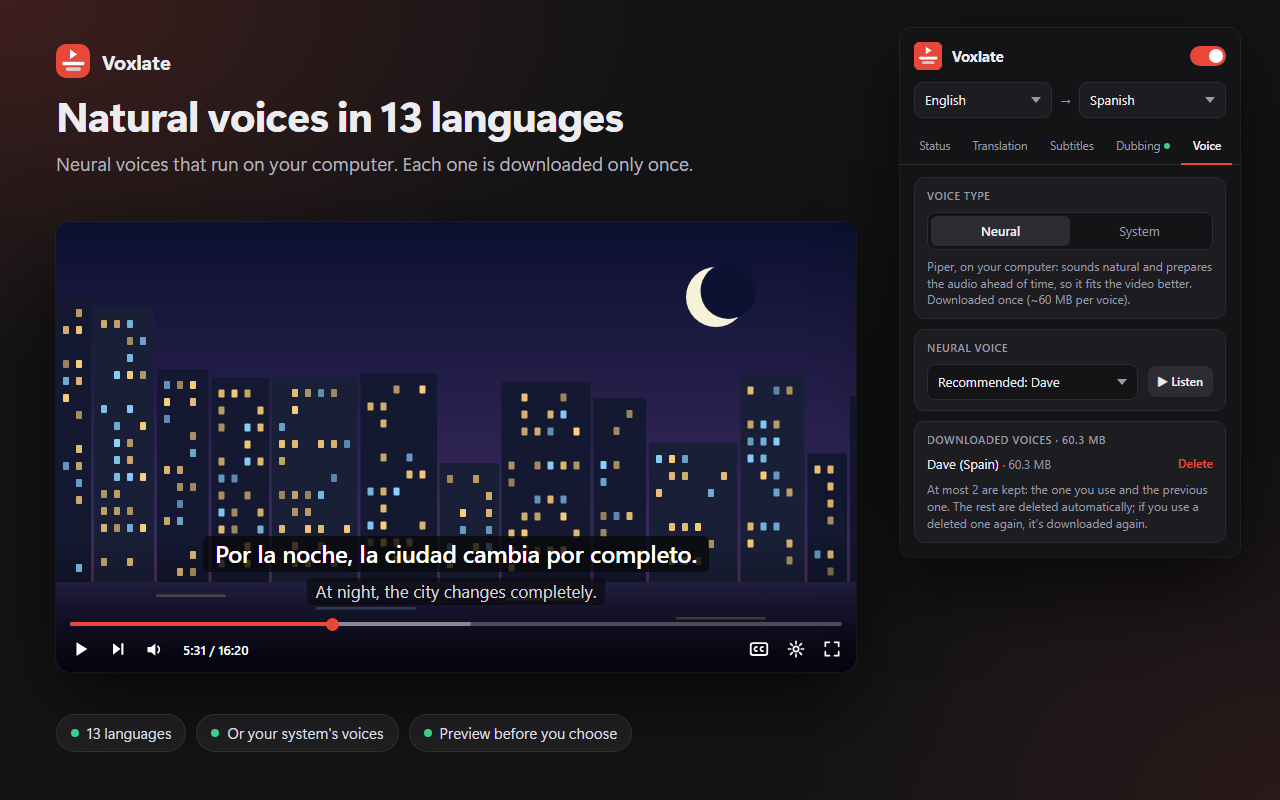 Voxlate
Natural voices in 13 languages
Neural voices that run on your computer. Each one is downloaded only once.
Por la noche, la ciudad cambia por completo.
At night, the city changes completely.
5:31 / 16:20
CC
13 languages
Or your system's voices
Preview before you choose
Voxlate
English → Spanish
Status Translation Subtitles Dubbing Voice
VOICE TYPE
Neural System
Piper, on your computer: sounds natural and prepares
the audio ahead of time, so it fits the video better.
Downloaded once (~60 MB per voice).
NEURAL VOICE
Recommended: Dave ▶ Listen
DOWNLOADED VOICES · 60.3 MB
Dave (Spain) · 60.3 MB Delete
At most 2 are kept: the one you use and the previous
one. The rest are deleted automatically; if you use a
deleted one again, it's downloaded again.